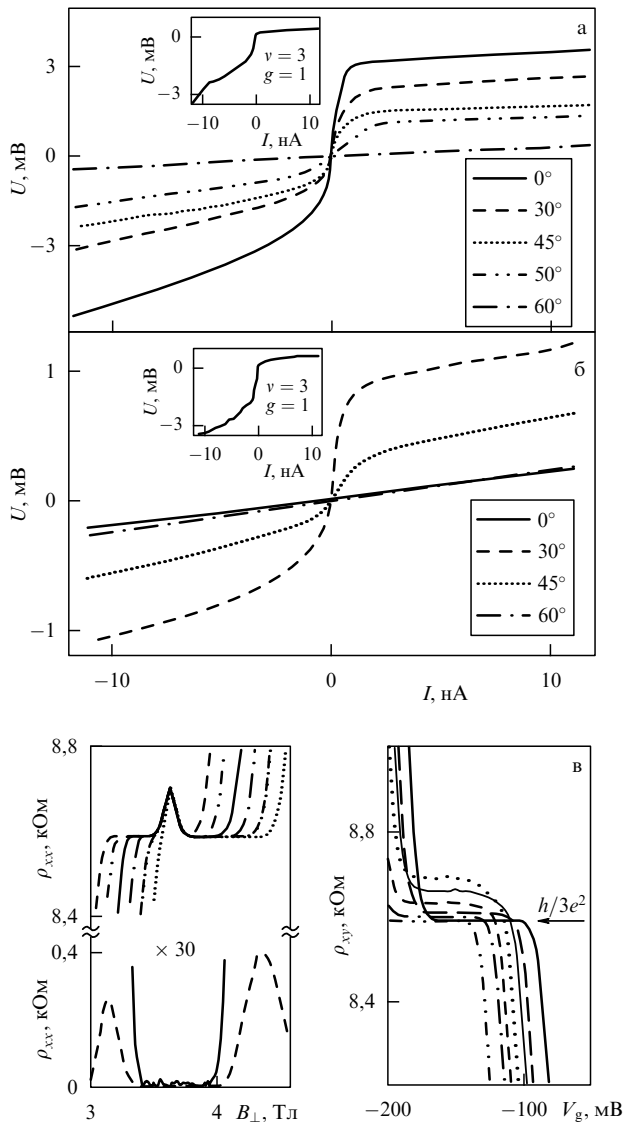 а
U, мВ
3
0
−3
U, мВ
0
−3
−10
0
10
I, нА
ν = 3
g = 1
0°
30°
45°
50°
60°
б
U, мВ
1
0
−1
U, мВ
0
−3
−10
0
10
I, нА
ν = 3
g = 1
0°
30°
45°
60°
−10
0
10
I, нА
ρxx, кОм
8,8
8,4
× 30
ρxx, кОм
0,4
0
3
4
B⊥, Тл
в
ρxy, кОм
8,8
8,4
h/3e²
−200
−100
Vg, мВ